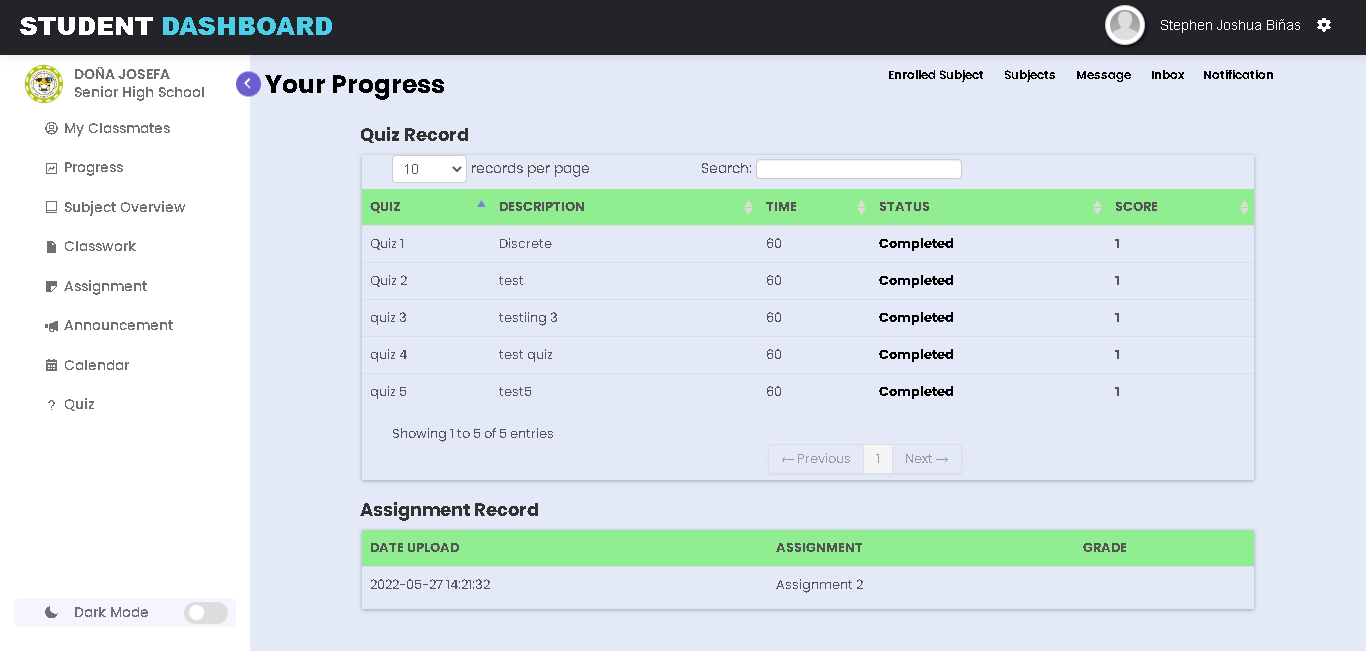 STUDENT DASHBOARD
Stephen Joshua Biñas
DOÑA JOSEFA
Senior High School
My Classmates
Progress
Subject Overview
Classwork
Assignment
Announcement
Calendar
? Quiz
Dark Mode
Your Progress
Enrolled Subject Subjects Message Inbox Notification
Quiz Record
10 records per page Search:
QUIZ DESCRIPTION TIME STATUS SCORE
Quiz 1 Discrete 60 Completed 1
Quiz 2 test 60 Completed 1
quiz 3 testiing 3 60 Completed 1
quiz 4 test quiz 60 Completed 1
quiz 5 test5 60 Completed 1
Showing 1 to 5 of 5 entries
← Previous 1 Next →
Assignment Record
DATE UPLOAD ASSIGNMENT GRADE
2022-05-27 14:21:32 Assignment 2